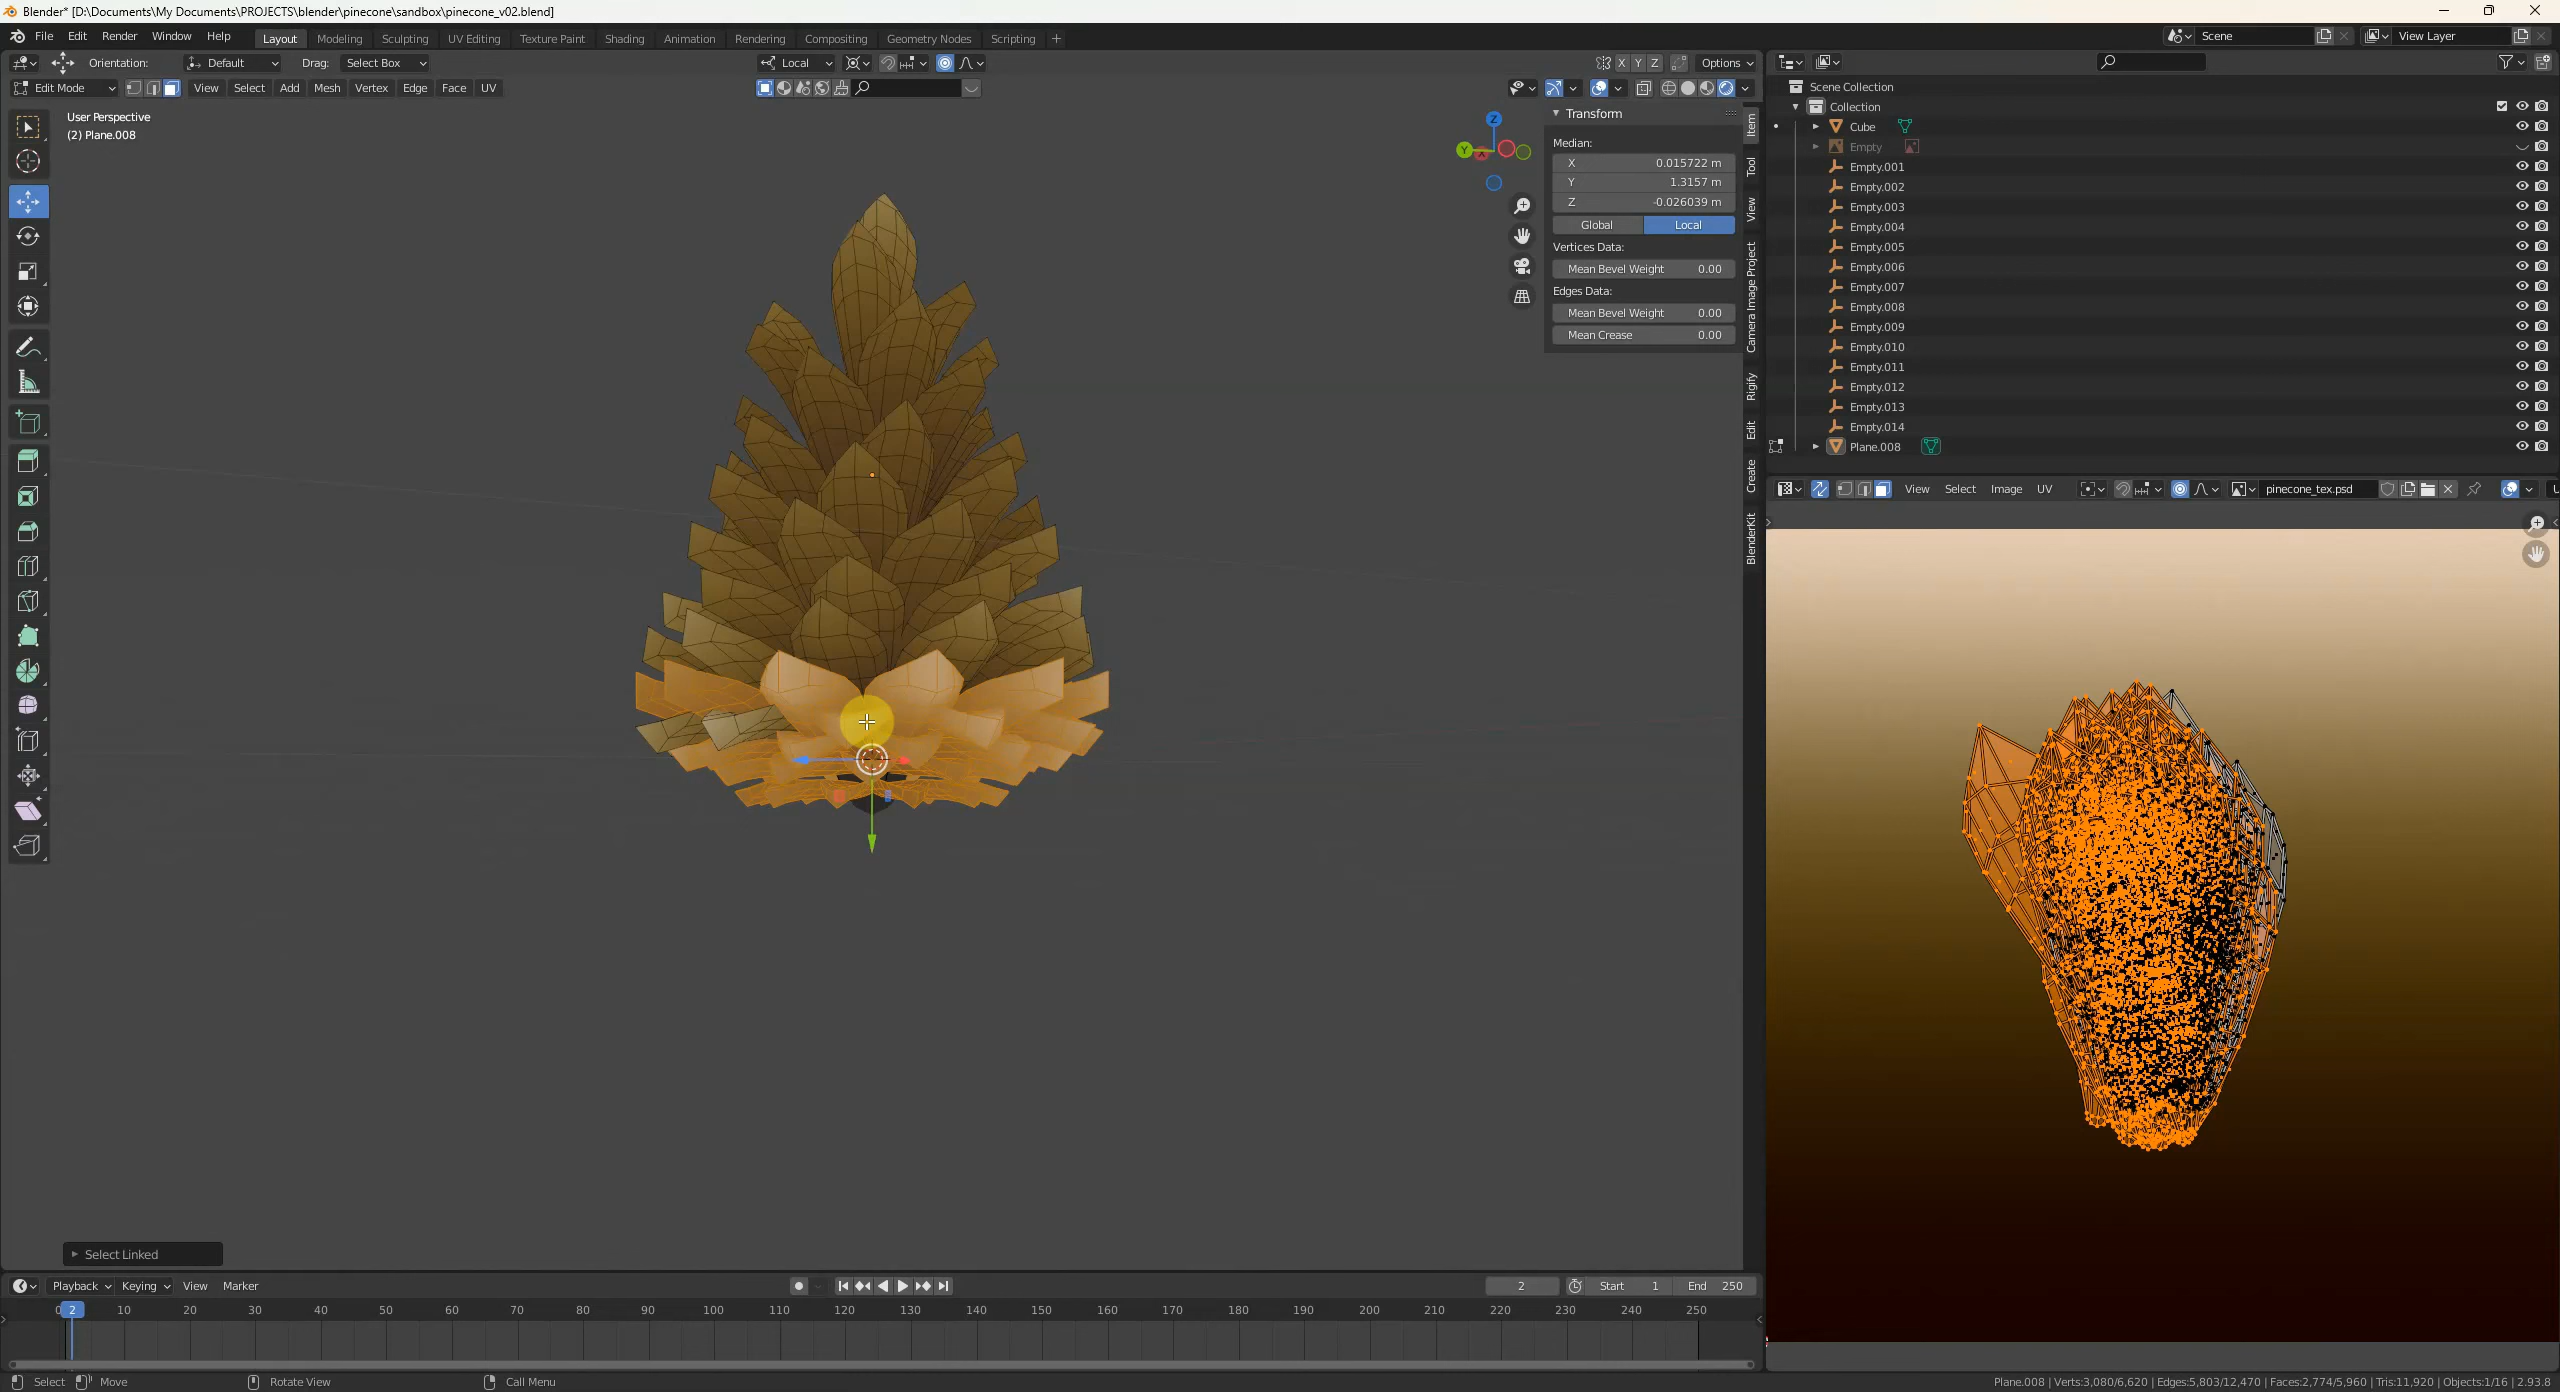 Blender* [D:\Documents\My Documents\PROJECTS\blender\pinecone\sandbox\pinecone_v02.blend]
File Edit Render Window Help Layout Modeling Sculpting UV Editing Texture Paint Shading Animation Rendering Compositing Geometry Nodes Scripting + Scene View Layer
Orientation: Default Drag: Select Box Local X Y Z Options
Edit Mode View Select Add Mesh Vertex Edge Face UV
User Perspective
(2) Plane.008
Transform
Median:
X 0.015722 m
Y 1.3157 m
Z -0.026039 m
Global Local
Vertices Data:
Mean Bevel Weight 0.00
Edges Data:
Mean Bevel Weight 0.00
Mean Crease 0.00
Z
Y
X
Item
Tool
View
Camera Image Project
Rigify
Edit
Create
BlenderKit
Scene Collection
Collection
Cube
Empty
Empty.001
Empty.002
Empty.003
Empty.004
Empty.005
Empty.006
Empty.007
Empty.008
Empty.009
Empty.010
Empty.011
Empty.012
Empty.013
Empty.014
Plane.008
View Select Image UV pinecone_tex.psd
Select Linked
Playback Keying View Marker 2 Start 1 End 250
0 2 10 20 30 40 50 60 70 80 90 100 110 120 130 140 150 160 170 180 190 200 210 220 230 240 250
Select Move Rotate View Call Menu Plane.008 | Verts:3,080/6,620 | Edges:5,803/12,470 | Faces:2,774/5,960 | Tris:11,920 | Objects:1/16 | 2.93.8